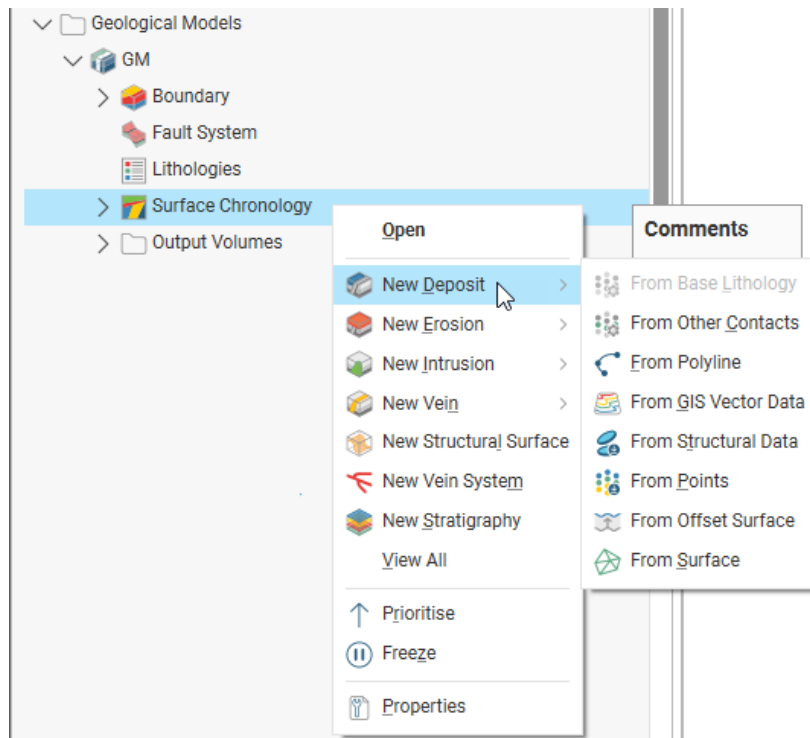 Geological Models
GM
Boundary
Fault System
Lithologies
Surface Chronology
Output Volumes
Open
New Deposit
New Erosion
New Intrusion
New Vein
New Structural Surface
New Vein System
New Stratigraphy
View All
Prioritise
Freeze
Properties
Comments
From Base Lithology
From Other Contacts
From Polyline
From GIS Vector Data
From Structural Data
From Points
From Offset Surface
From Surface